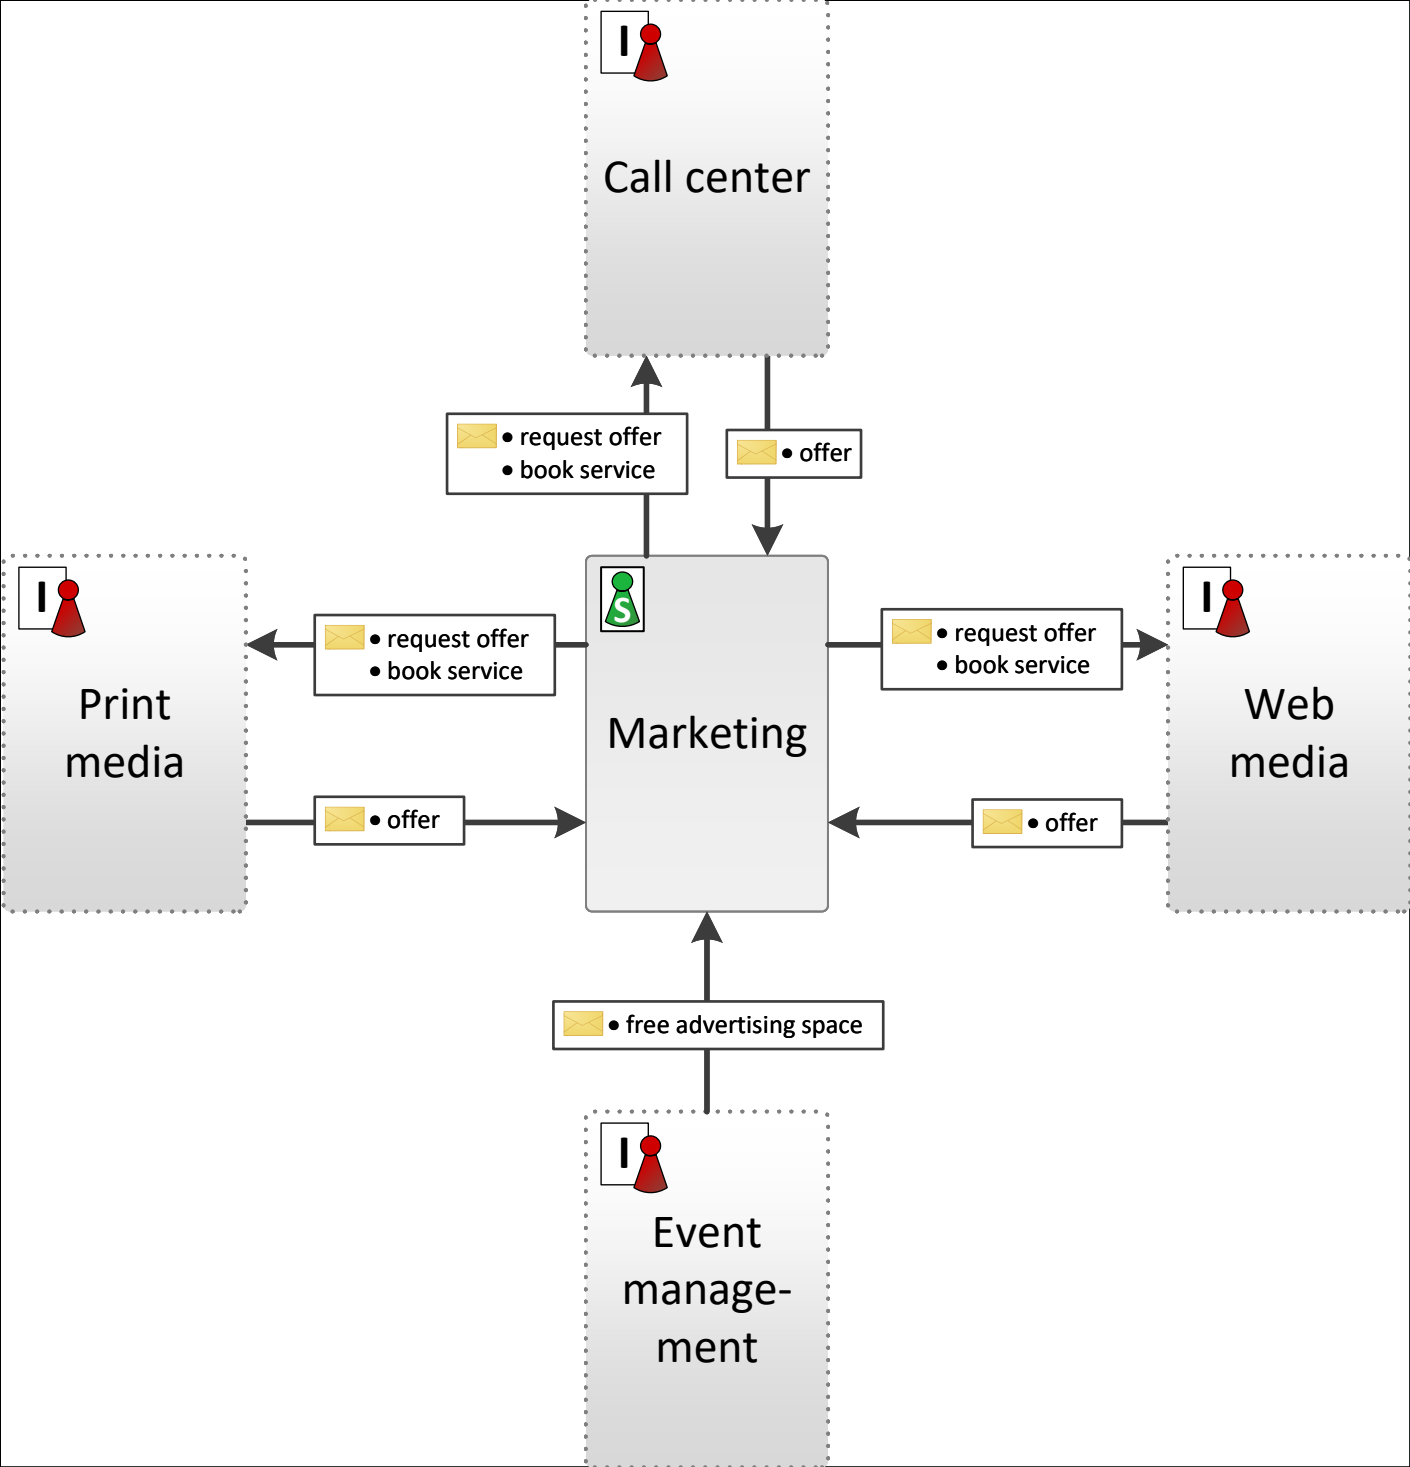 I
Call center
• request offer
• book service
• offer
I
Print
media
• request offer
• book service
S
Marketing
• request offer
• book service
I
Web
media
• offer
• offer
• free advertising space
I
Event
manage-
ment